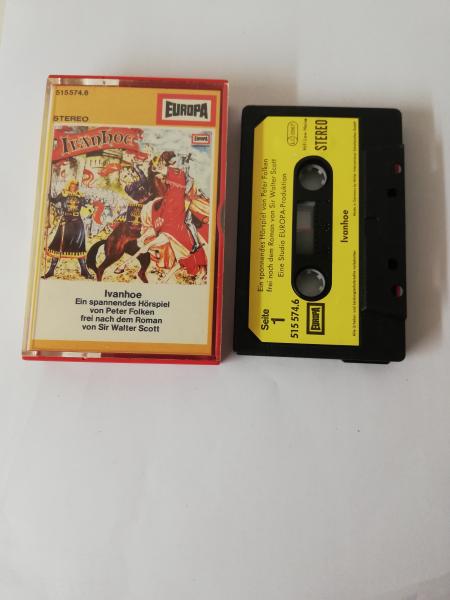 515 574.6
EUROPA
STEREO
IVANHOE
EUROPA
Ivanhoe
Ein spannendes Hörspiel
von Peter Folken
frei nach dem Roman
von Sir Walter Scott
Ein spannendes Hörspiel von Peter Folken
frei nach dem Roman von Sir Walter Scott
Eine Studio EUROPA-Produktion
STEREO
Seite
1
515 574.6
EUROPA
Ivanhoe